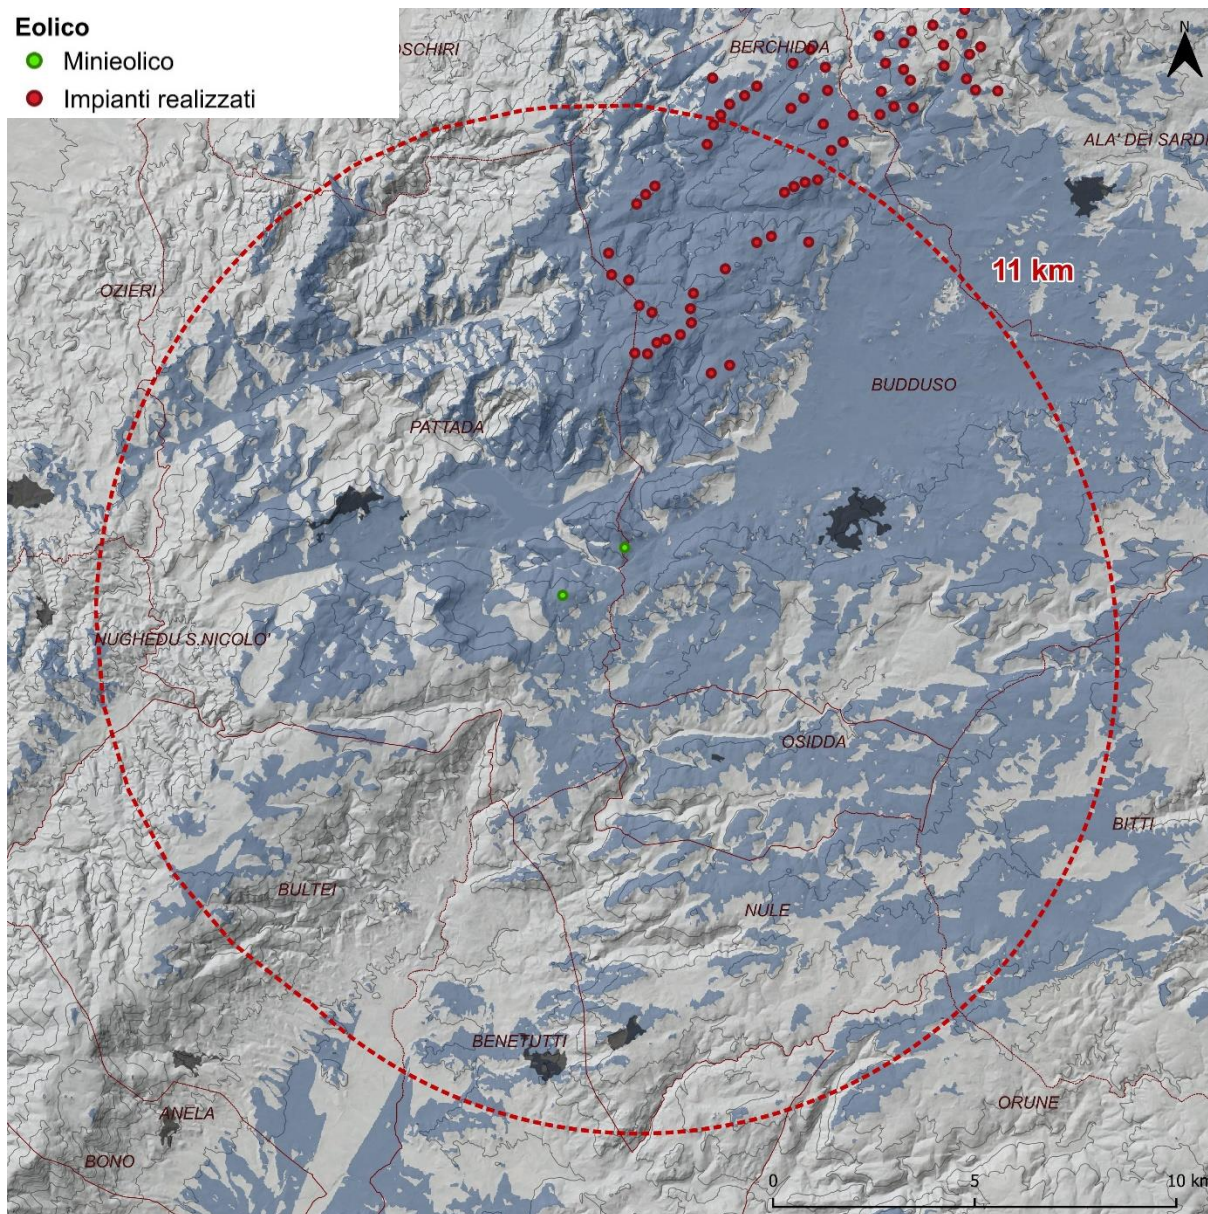 Eolico
Minieolico
Impianti realizzati
OSCHIRI
BERCHIDDA
N
ALA' DEI SARDI
11 km
OZIERI
BUDDUSO
PATTADA
NUGHEDU S.NICOLO'
OSIDDA
BITTI
BULTEI
NULE
BENETUTTI
ANELA
ORUNE
BONO
0 5 10 km